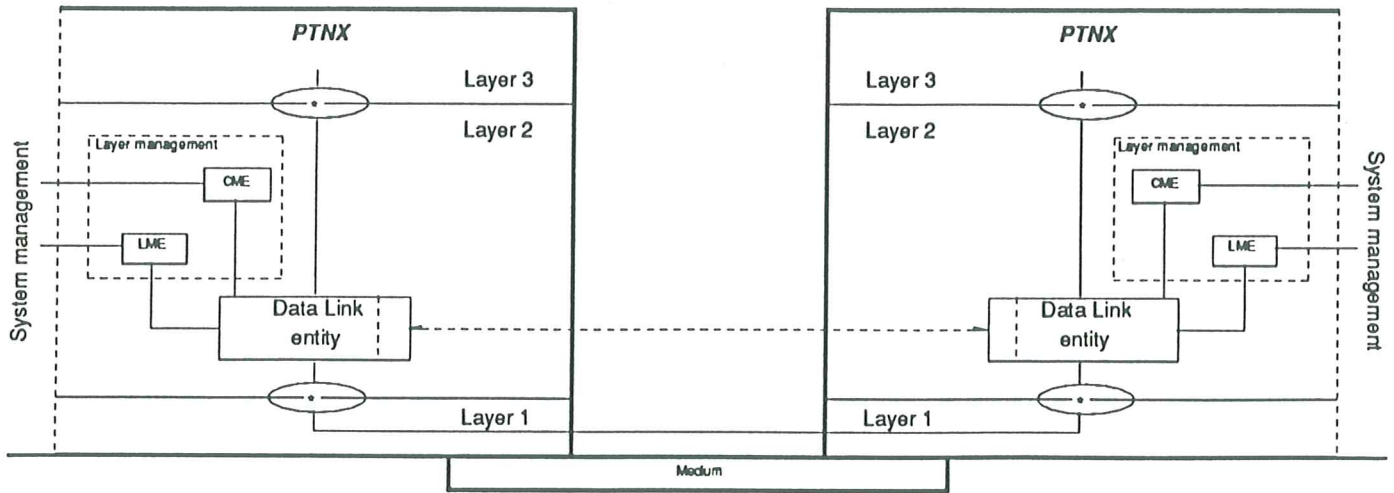 PTNX
Layer 3
Layer 2
Layer management
CME
LME
System management
Data Link
entity
Layer 1
PTNX
Layer 3
Layer 2
Layer management
CME
LME
System management
Data Link
entity
Layer 1
Medium